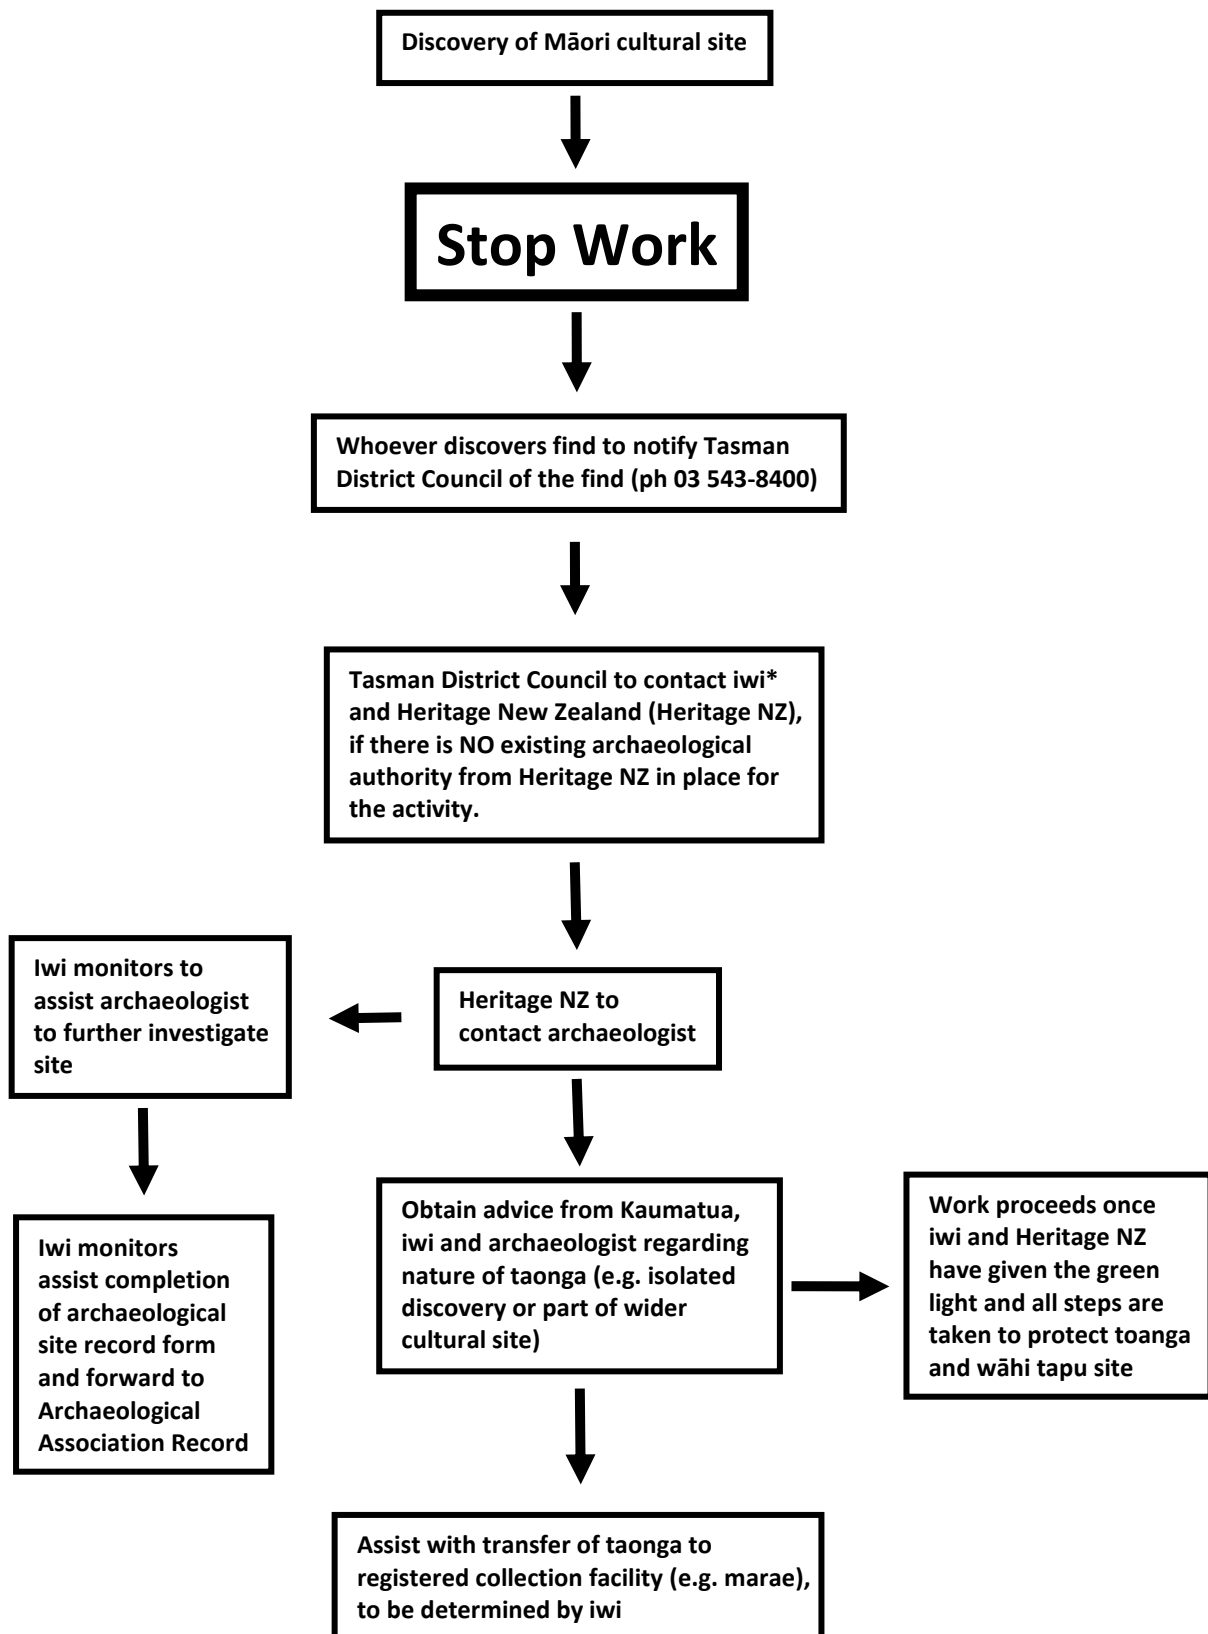 Discovery of Māori cultural site
Stop Work
Whoever discovers find to notify Tasman
District Council of the find (ph 03 543-8400)
Tasman District Council to contact iwi*
and Heritage New Zealand (Heritage NZ),
if there is NO existing archaeological
authority from Heritage NZ in place for
the activity.
Iwi monitors to
assist archaeologist
to further investigate
site
Heritage NZ to
contact archaeologist
Iwi monitors
assist completion
of archaeological
site record form
and forward to
Archaeological
Association Record
Obtain advice from Kaumatua,
iwi and archaeologist regarding
nature of taonga (e.g. isolated
discovery or part of wider
cultural site)
Work proceeds once
iwi and Heritage NZ
have given the green
light and all steps are
taken to protect toanga
and wāhi tapu site
Assist with transfer of taonga to
registered collection facility (e.g. marae),
to be determined by iwi